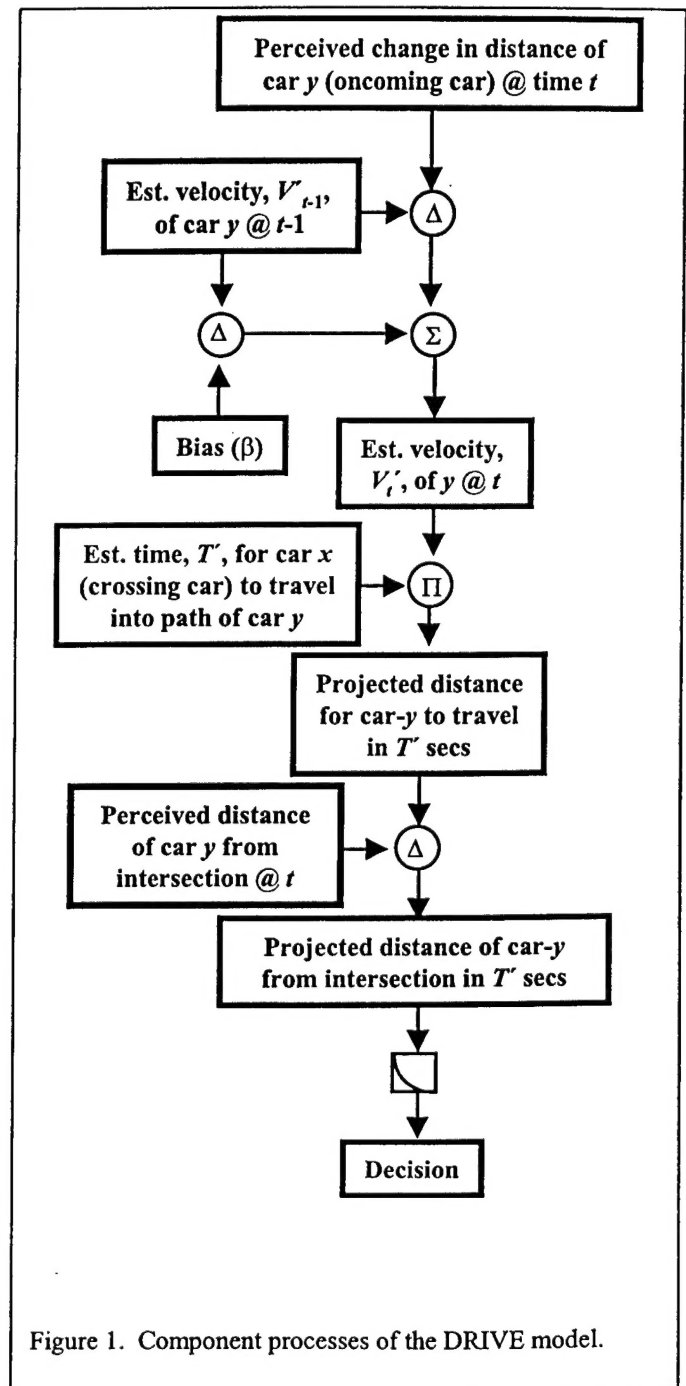 Perceived change in distance of
car y (oncoming car) @ time t
Est. velocity, V′t-1,
of car y @ t-1
Δ
Δ
Σ
Bias (β)
Est. velocity,
Vt′, of y @ t
Est. time, T′, for car x
(crossing car) to travel
into path of car y
Π
Projected distance
for car-y to travel
in T′ secs
Perceived distance
of car y from
intersection @ t
Δ
Projected distance of car-y
from intersection in T′ secs
Decision
Figure 1. Component processes of the DRIVE model.